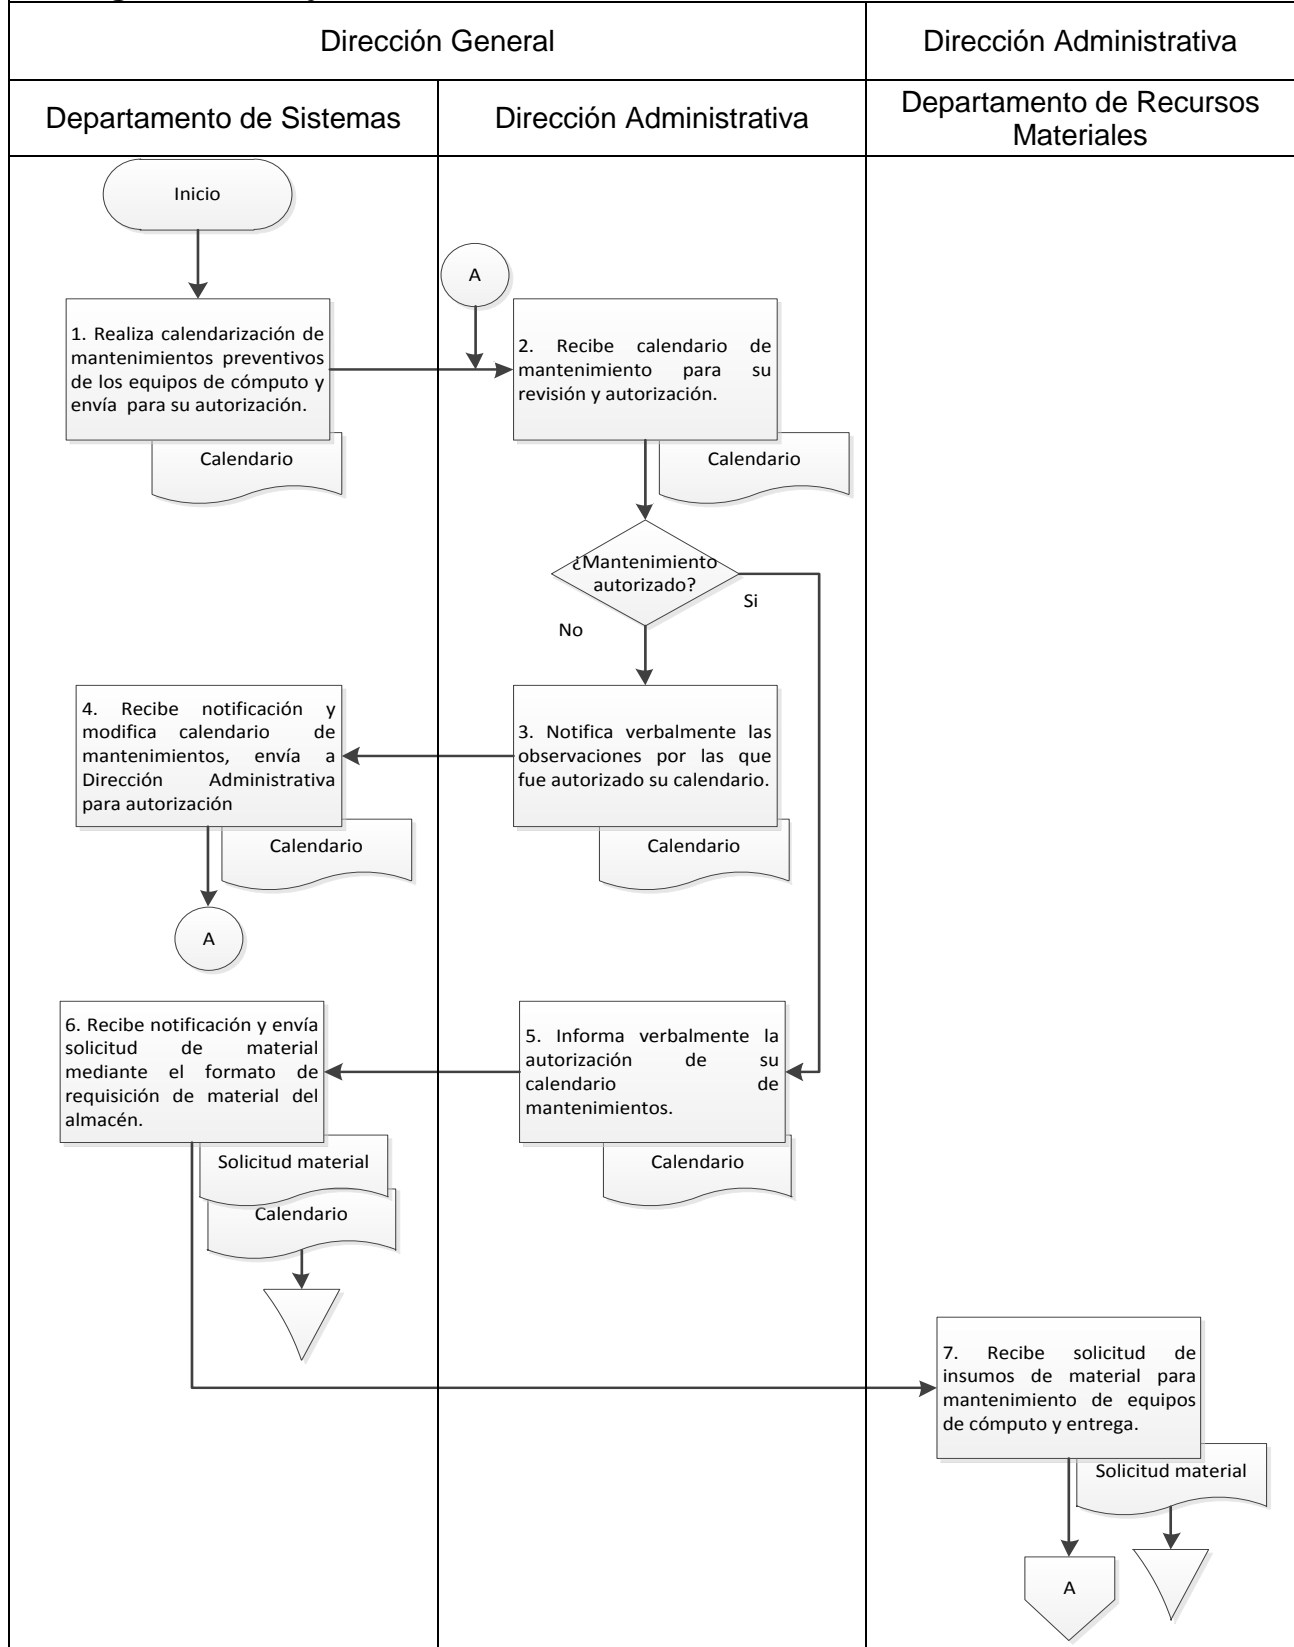 Dirección General
Dirección Administrativa
Departamento de Sistemas
Dirección Administrativa
Departamento de Recursos
Materiales
Inicio
A
1. Realiza calendarización de
mantenimientos preventivos
de los equipos de cómputo y
envía para su autorización.
Calendario
2. Recibe calendario de
mantenimiento para su
revisión y autorización.
Calendario
¿Mantenimiento
autorizado?
Si
No
4. Recibe notificación y
modifica calendario de
mantenimientos, envía a
Dirección Administrativa
para autorización
Calendario
3. Notifica verbalmente las
observaciones por las que
fue autorizado su calendario.
Calendario
A
6. Recibe notificación y envía
solicitud de material
mediante el formato de
requisición de material del
almacén.
Solicitud material
Calendario
5. Informa verbalmente la
autorización de su
calendario de
mantenimientos.
Calendario
7. Recibe solicitud de
insumos de material para
mantenimiento de equipos
de cómputo y entrega.
Solicitud material
A